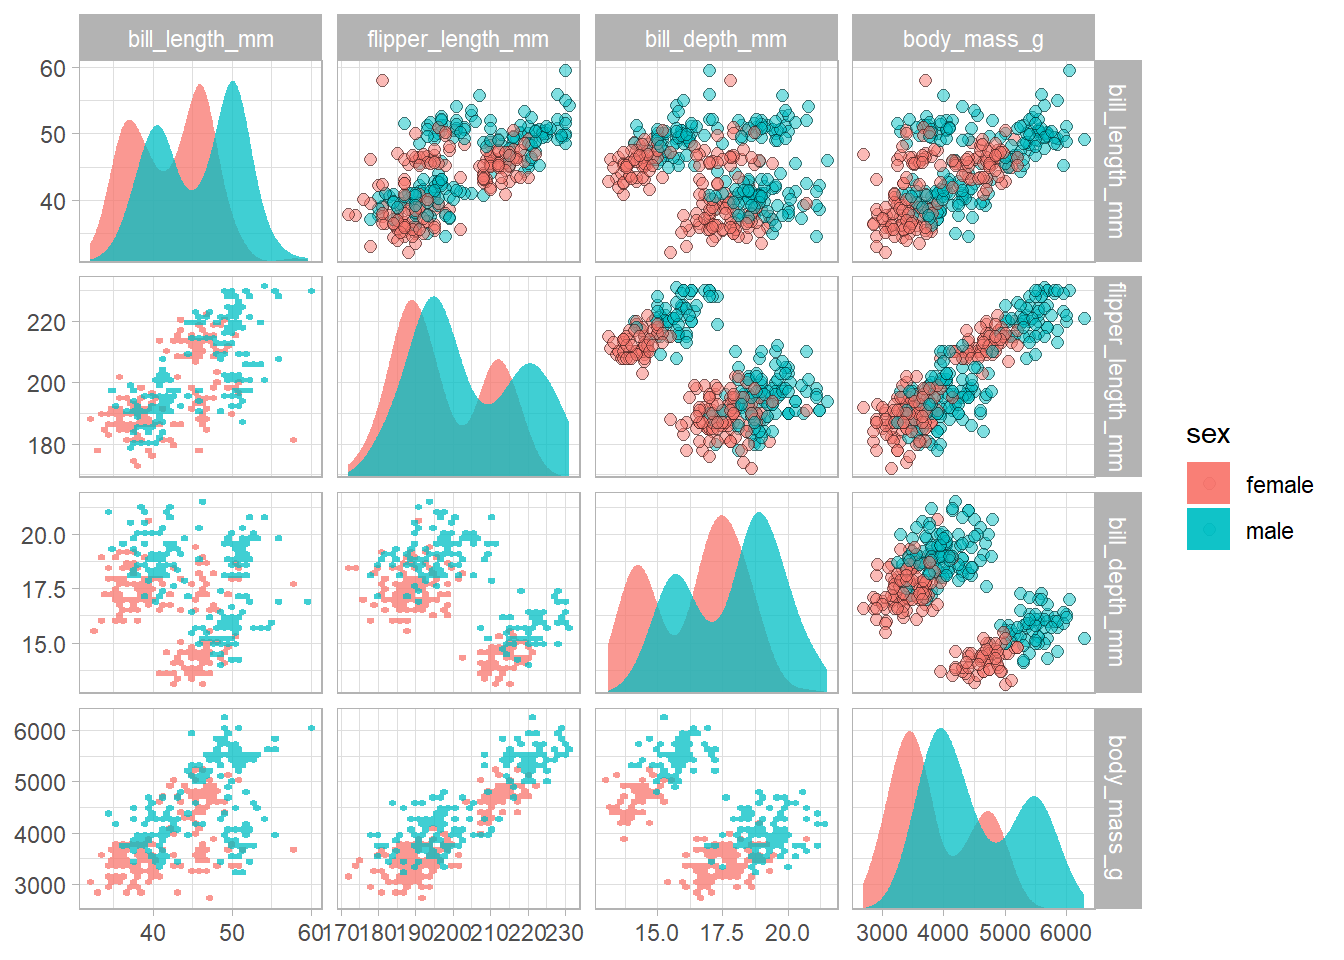 bill_length_mm flipper_length_mm bill_depth_mm body_mass_g
60
50
40
bill_length_mm
220
200
180
flipper_length_mm
20.0
17.5
15.0
bill_depth_mm
6000
5000
4000
3000
body_mass_g
40 50 60 170 180 190 200 210 220 230 15.0 17.5 20.0 3000 4000 5000 6000
sex
female
male